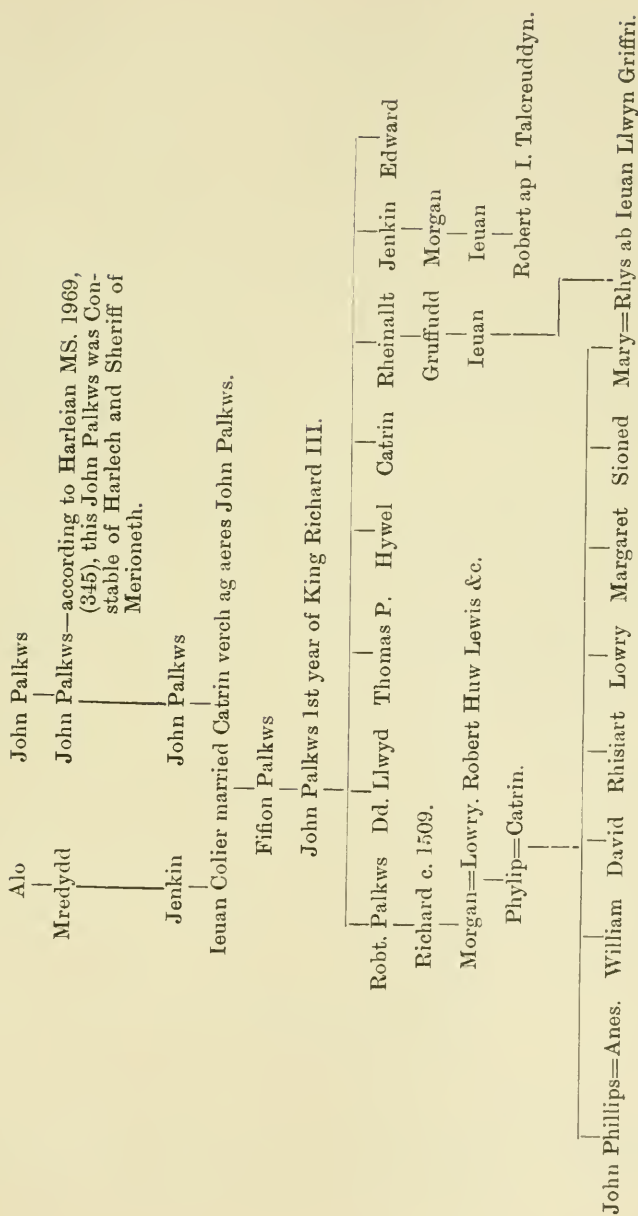 Alo John Palkws
Mredydd John Palkws—according to Harleian MS. 1969,
(345), this John Palkws was Con-
stable of Harlech and Sheriff of
Merioneth.
Jenkin John Palkws
Ieuan Colier married Catrin verch ag aeres John Palkws.
Fifion Palkws
John Palkws 1st year of King Richard III.
Robt. Palkws Dd. Llwyd Thomas P. Hywel Catrin Rheinallt Jenkin Edward
Richard c. 1509. Gruffudd Morgan
Morgan=Lowry. Robert Huw Lewis &c. Ieuan Ieuan
Phylip=Catrin. Robert ap I. Talcreuddyn.
John Phillips=Anes. William David Rhisiart Lowry Margaret Sioned Mary=Rhys ab Ieuan Llwyn Griffri.